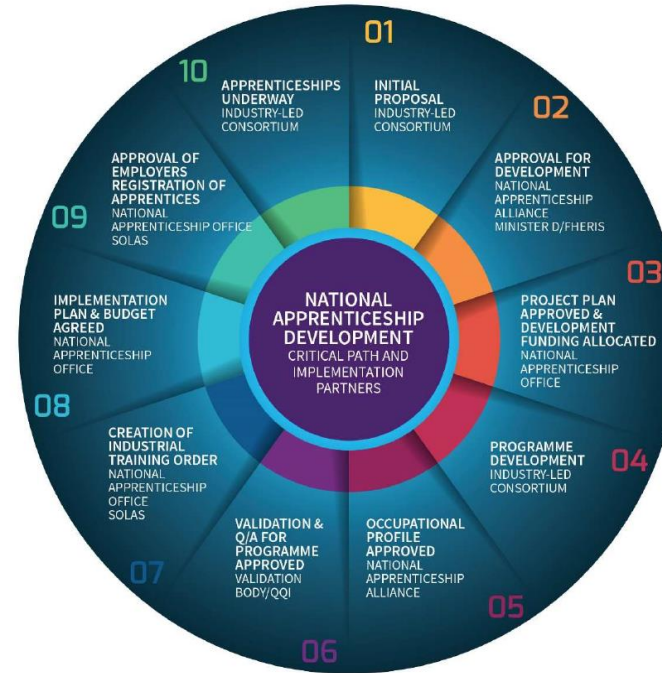 01
INITIAL
PROPOSAL
INDUSTRY-LED
CONSORTIUM
02
APPROVAL FOR
DEVELOPMENT
NATIONAL
APPRENTICESHIP
ALLIANCE
MINISTER D/FHERIS
03
PROJECT PLAN
APPROVED &
DEVELOPMENT
FUNDING ALLOCATED
NATIONAL
APPRENTICESHIP
OFFICE
04
PROGRAMME
DEVELOPMENT
INDUSTRY-LED
CONSORTIUM
05
OCCUPATIONAL
PROFILE
APPROVED
NATIONAL
APPRENTICESHIP
ALLIANCE
06
VALIDATION &
Q/A FOR
PROGRAMME
APPROVED
VALIDATION
BODY/QQI
07
CREATION OF
INDUSTRIAL
TRAINING ORDER
NATIONAL
APPRENTICESHIP
OFFICE
SOLAS
08
IMPLEMENTATION
PLAN & BUDGET
AGREED
NATIONAL
APPRENTICESHIP
OFFICE
09
APPROVAL OF
EMPLOYERS
REGISTRATION OF
APPRENTICES
NATIONAL
APPRENTICESHIP OFFICE
SOLAS
10
APPRENTICESHIPS
UNDERWAY
INDUSTRY-LED
CONSORTIUM
NATIONAL
APPRENTICESHIP
DEVELOPMENT
CRITICAL PATH AND
IMPLEMENTATION
PARTNERS